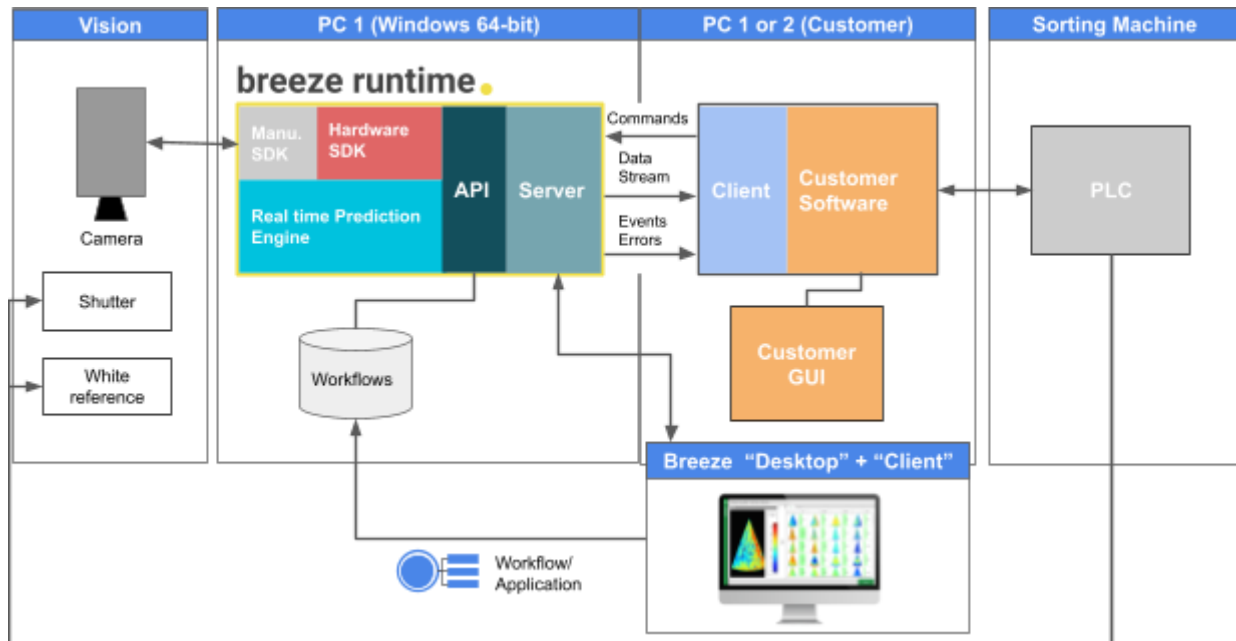 Vision
PC 1 (Windows 64-bit)
PC 1 or 2 (Customer)
Sorting Machine
breeze runtime.
Manu.
SDK
Hardware
SDK
Real time Prediction
Engine
API
Server
Commands
Data
Stream
Events
Errors
Client
Customer
Software
PLC
Camera
Shutter
White
reference
Workflows
Customer
GUI
Breeze “Desktop” + “Client”
Workflow/
Application